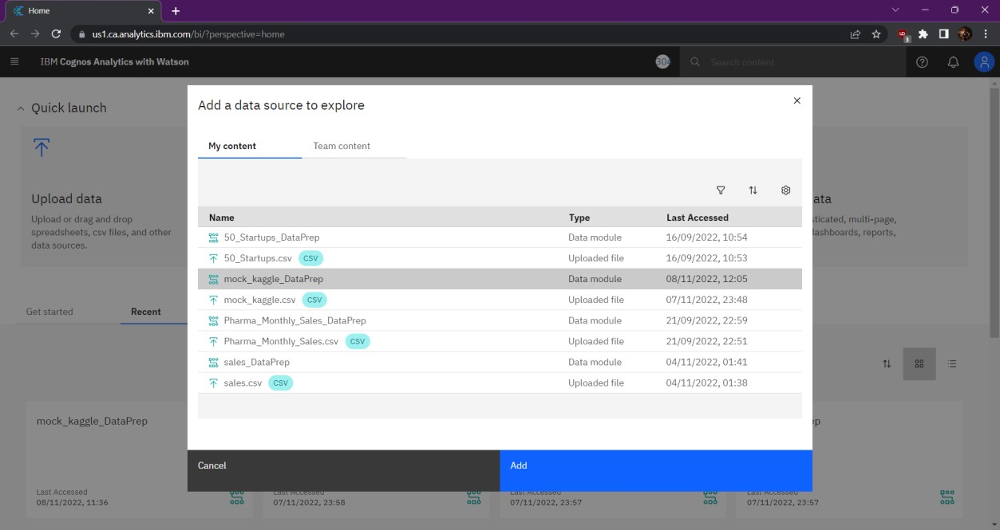 Home
us1.ca.analytics.ibm.com/bi/?perspective=home
3
IBM Cognos Analytics with Watson
304
Search content
Quick launch
Add a data source to explore
My content
Team content
Upload data
Upload or drag and drop
spreadsheets, csv files, and other
data sources.
ata
sticated, multi-page,
dashboards, reports,
Name Type Last Accessed
50_Startups_DataPrep Data module 16/09/2022, 10:54
50_Startups.csv CSV Uploaded file 16/09/2022, 10:53
mock_kaggle_DataPrep Data module 08/11/2022, 12:05
mock_kaggle.csv CSV Uploaded file 07/11/2022, 23:48
Pharma_Monthly_Sales_DataPrep Data module 21/09/2022, 22:59
Pharma_Monthly_Sales.csv CSV Uploaded file 21/09/2022, 22:51
sales_DataPrep Data module 04/11/2022, 01:41
sales.csv CSV Uploaded file 04/11/2022, 01:38
Get started
Recent
mock_kaggle_DataPrep
ep
Cancel
Add
Last Accessed Last Accessed Last Accessed Last Accessed
08/11/2022, 11:36 07/11/2022, 23:58 07/11/2022, 23:57 07/11/2022, 23:57